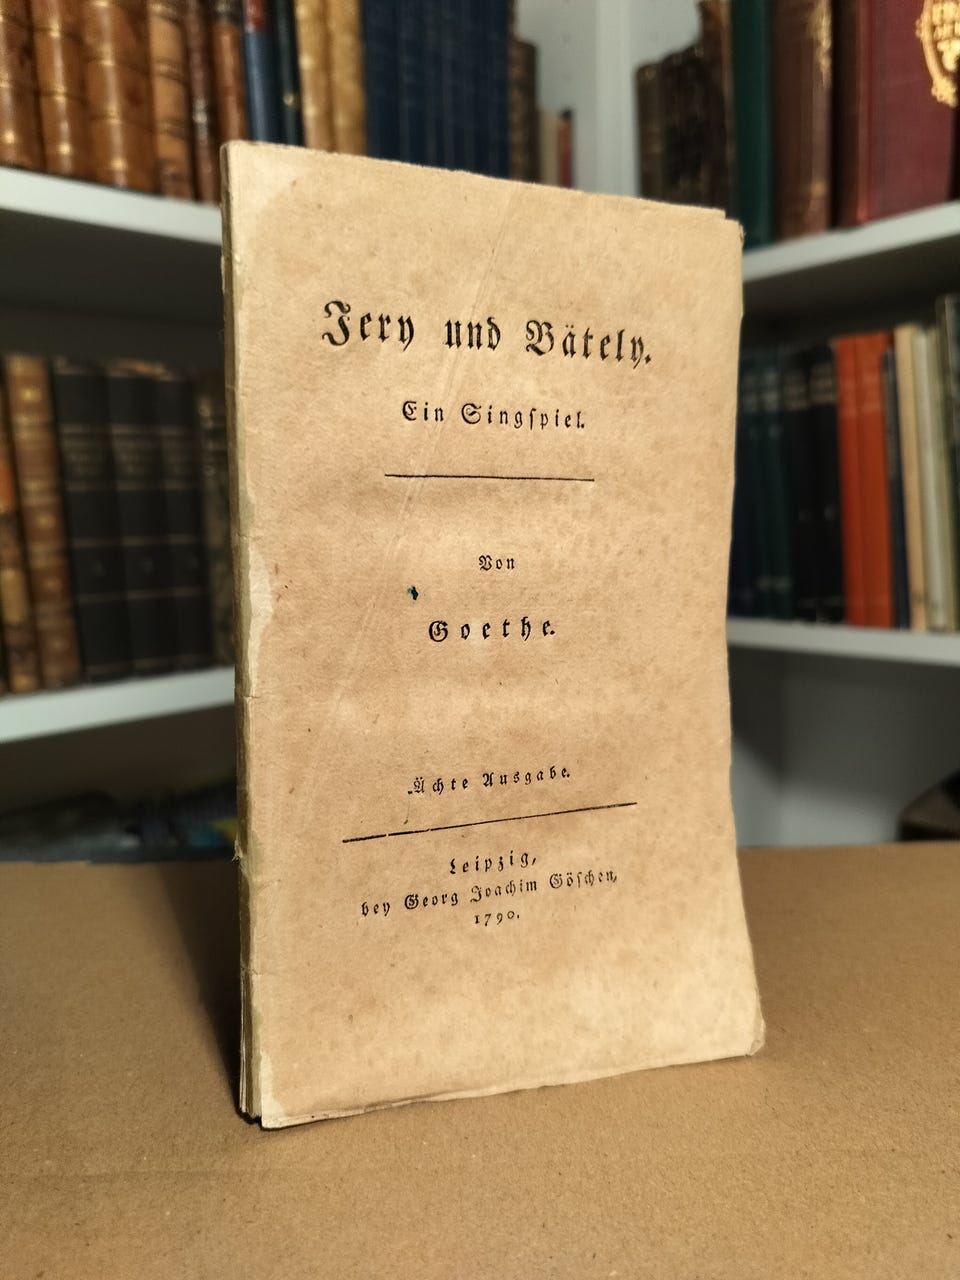 Jery und Bätely.
Ein Singſpiel.
Von
Goethe.
Ächte Ausgabe.
Leipzig,
bey Georg Joachim Göſchen,
1790.